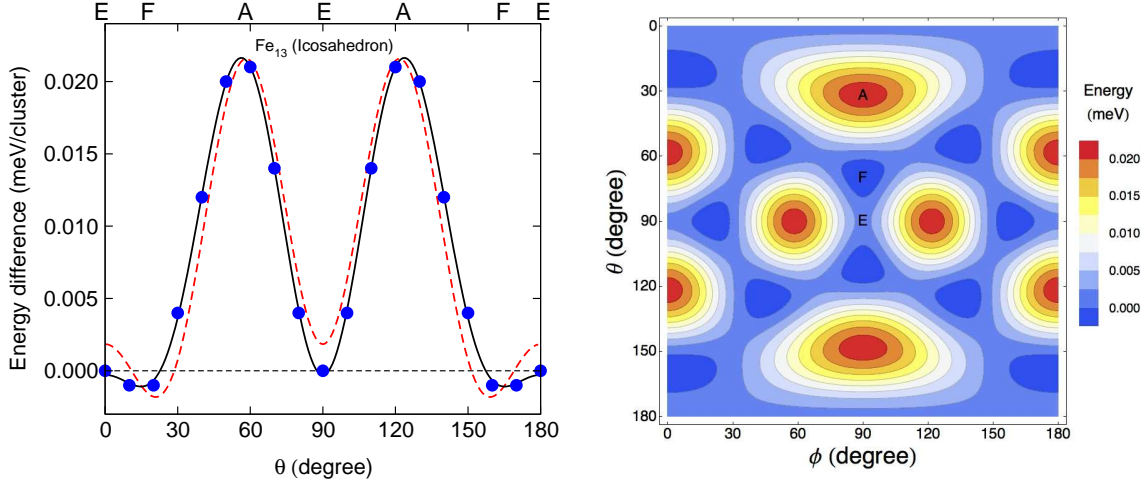 E F A E A F E
Fe13 (Icosahedron)
Energy difference (meV/cluster)
0.020
0.015
0.010
0.005
0.000
0 30 60 90 120 150 180
θ (degree)
0
30
60
90
120
150
180
θ (degree)
A
F
E
0 30 60 90 120 150 180
ϕ (degree)
Energy
(meV)
0.020
0.015
0.010
0.005
0.000